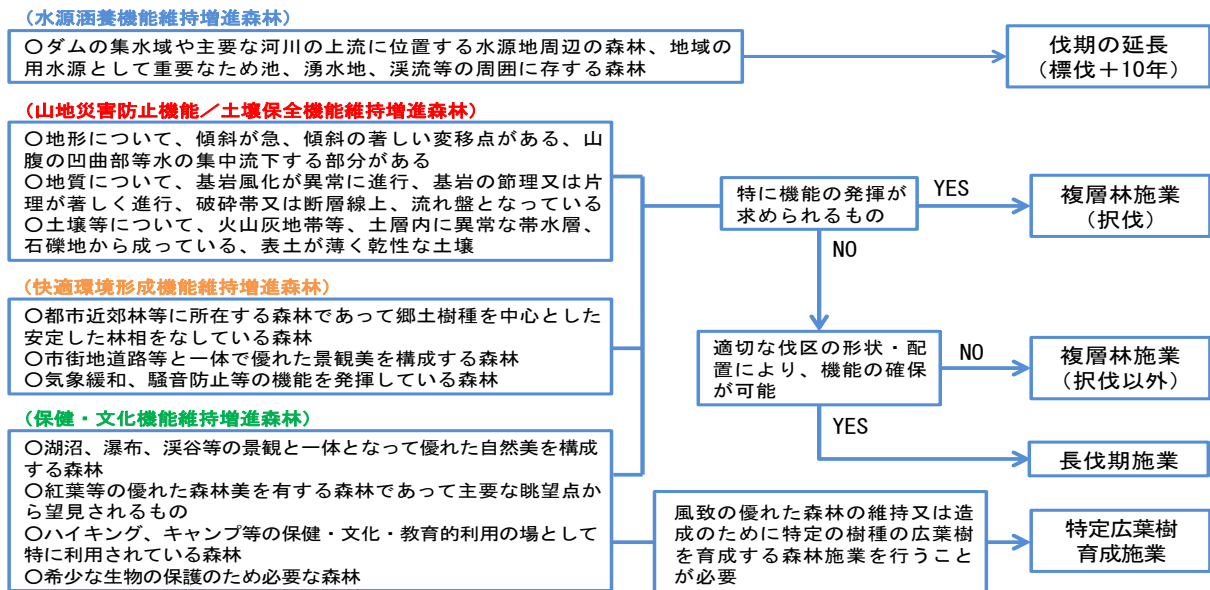 (水源涵養機能維持増進森林)
○ダムの集水域や主要な河川の上流に位置する水源地周辺の森林、地域の
用水源として重要なため池、湧水地、渓流等の周囲に存する森林
伐期の延長
(標伐+10年)
(山地災害防止機能/土壌保全機能維持増進森林)
○地形について、傾斜が急、傾斜の著しい変移点がある、山
腹の凹曲部等水の集中流下する部分がある
○地質について、基岩風化が異常に進行、基岩の節理又は片
理が著しく進行、破砕帯又は断層線上、流れ盤となっている
○土壌等について、火山灰地帯等、土層内に異常な帯水層、
石礫地から成っている、表土が薄く乾性な土壌
特に機能の発揮が
求められるもの
YES
複層林施業
(択伐)
NO
(快適環境形成機能維持増進森林)
○都市近郊林等に所在する森林であって郷土樹種を中心とした
安定した林相をなしている森林
○市街地道路等と一体で優れた景観美を構成する森林
○気象緩和、騒音防止等の機能を発揮している森林
適切な伐区の形状・配
置により、機能の確保
が可能
NO
複層林施業
(択伐以外)
YES
長伐期施業
(保健・文化機能維持増進森林)
○湖沼、瀑布、渓谷等の景観と一体となって優れた自然美を構成
する森林
○紅葉等の優れた森林美を有する森林であって主要な眺望点か
ら望見されるもの
○ハイキング、キャンプ等の保健・文化・教育的利用の場として
特に利用されている森林
○希少な生物の保護のため必要な森林
風致の優れた森林の維持又は造
成のために特定の樹種の広葉樹
を育成する森林施業を行うこと
が必要
特定広葉樹
育成施業